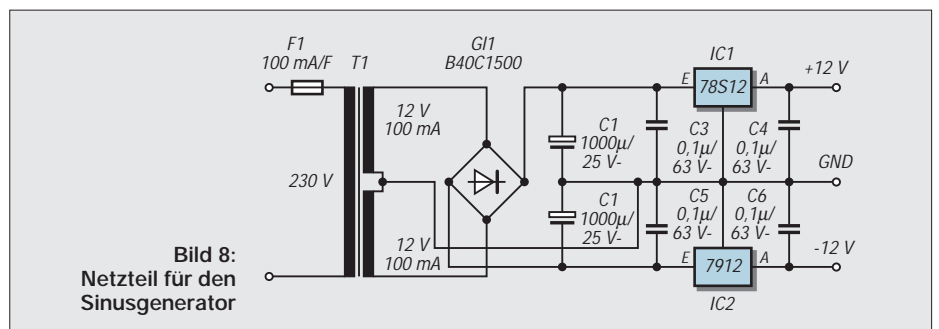 F1
100 mA/F
T1
GI1
B40C1500
12 V
100 mA
230 V
12 V
100 mA
C1
1000µ/
25 V-
C1
1000µ/
25 V-
C3
0,1µ/
63 V-
C5
0,1µ/
63 V-
IC1
E
78S12
A
+12 V
C4
0,1µ/
63 V-
GND
C6
0,1µ/
63 V-
E
7912
A
-12 V
IC2
Bild 8:
Netzteil für den
Sinusgenerator